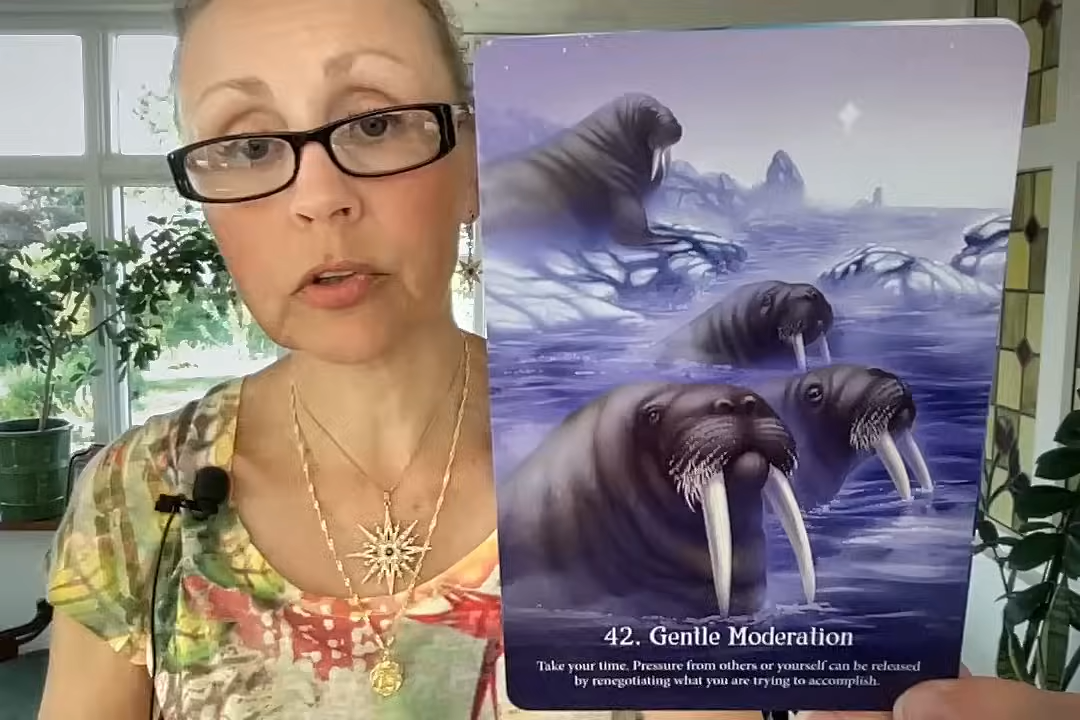 42. Gentle Moderation
Take your time. Pressure from others or yourself can be released
by renegotiating what you are trying to accomplish.